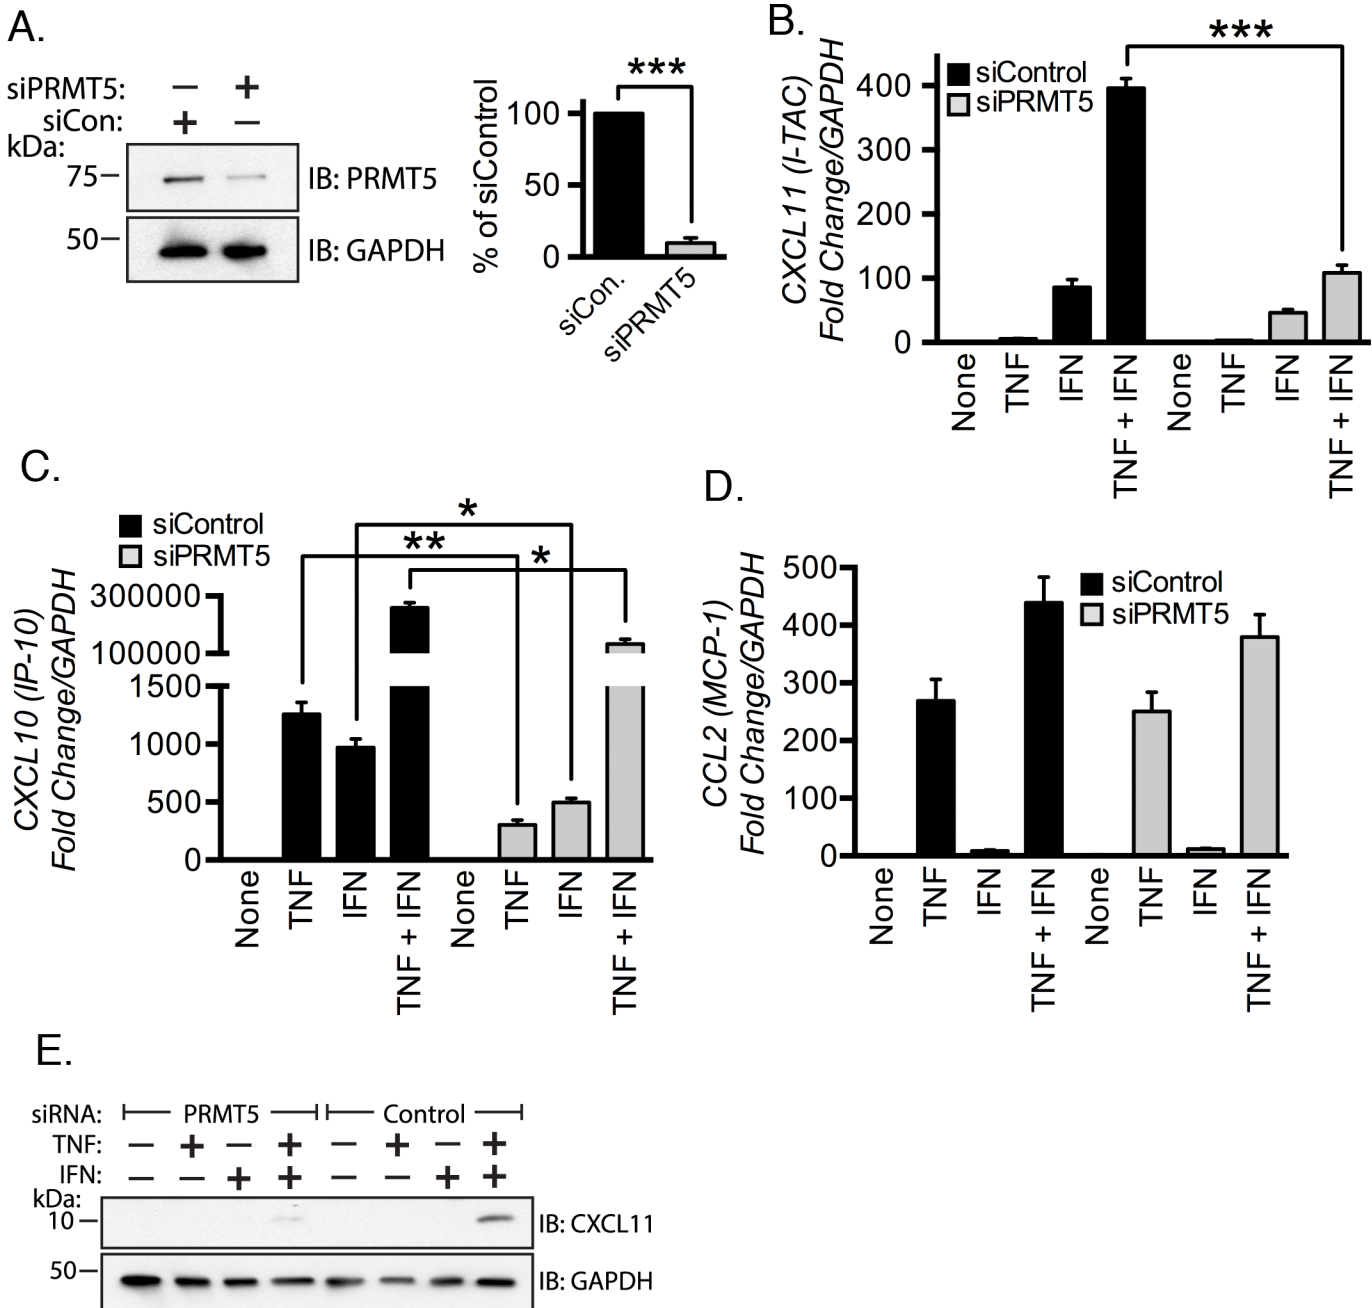 A.
siPRMT5: — +
siCon: + —
kDa:
75
IB: PRMT5
50
IB: GAPDH
% of siControl
100
50
0
***
siCon.
siPRMT5
B.
CXCL11 (I-TAC)
Fold Change/GAPDH
400
300
200
100
0
siControl
siPRMT5
***
None
TNF
IFN
TNF + IFN
None
TNF
IFN
TNF + IFN
C.
siControl
siPRMT5
CXCL10 (IP-10)
Fold Change/GAPDH
300000
100000
1500
1000
500
0
*
**
*
None
TNF
IFN
TNF + IFN
None
TNF
IFN
TNF + IFN
D.
CCL2 (MCP-1)
Fold Change/GAPDH
500
400
300
200
100
0
siControl
siPRMT5
None
TNF
IFN
TNF + IFN
None
TNF
IFN
TNF + IFN
E.
siRNA: PRMT5 Control
TNF: — + — + — + — +
IFN: — — + + — — + +
kDa:
10
IB: CXCL11
50
IB: GAPDH